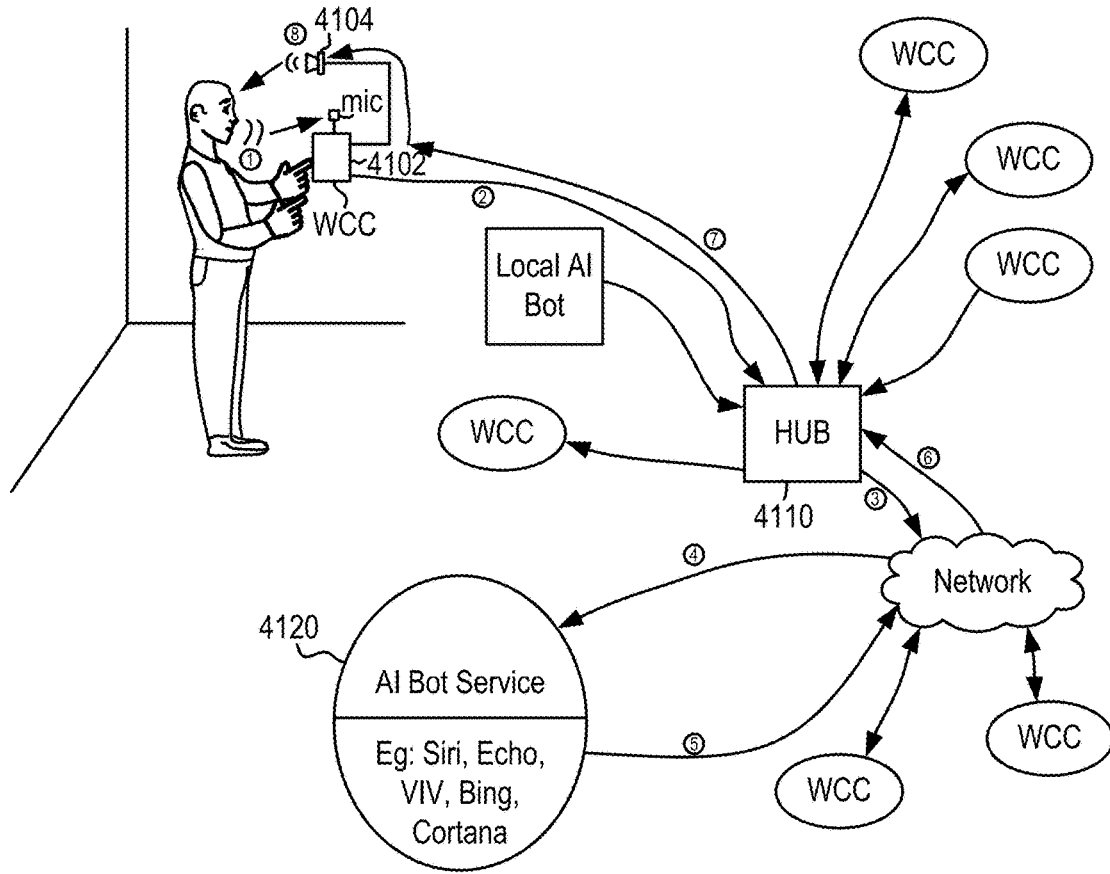 ⑧
4104
WCC
mic
①
4102
WCC
②
WCC
⑦
Local AI
Bot
WCC
WCC
HUB
⑥
③
4110
④
Network
4120
AI Bot Service
⑤
WCC
Eg: Siri, Echo,
VIV, Bing,
Cortana
WCC